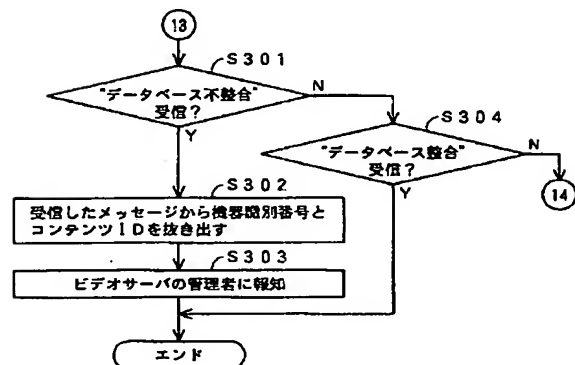 13
S301
"データベース不整合"
受信?
N
Y
S304
"データベース整合"
受信?
N
Y
14
S302
受信したメッセージから機器識別番号と
コンテンツIDを抜き出す
S303
ビデオサーバの管理者に報知
エンド